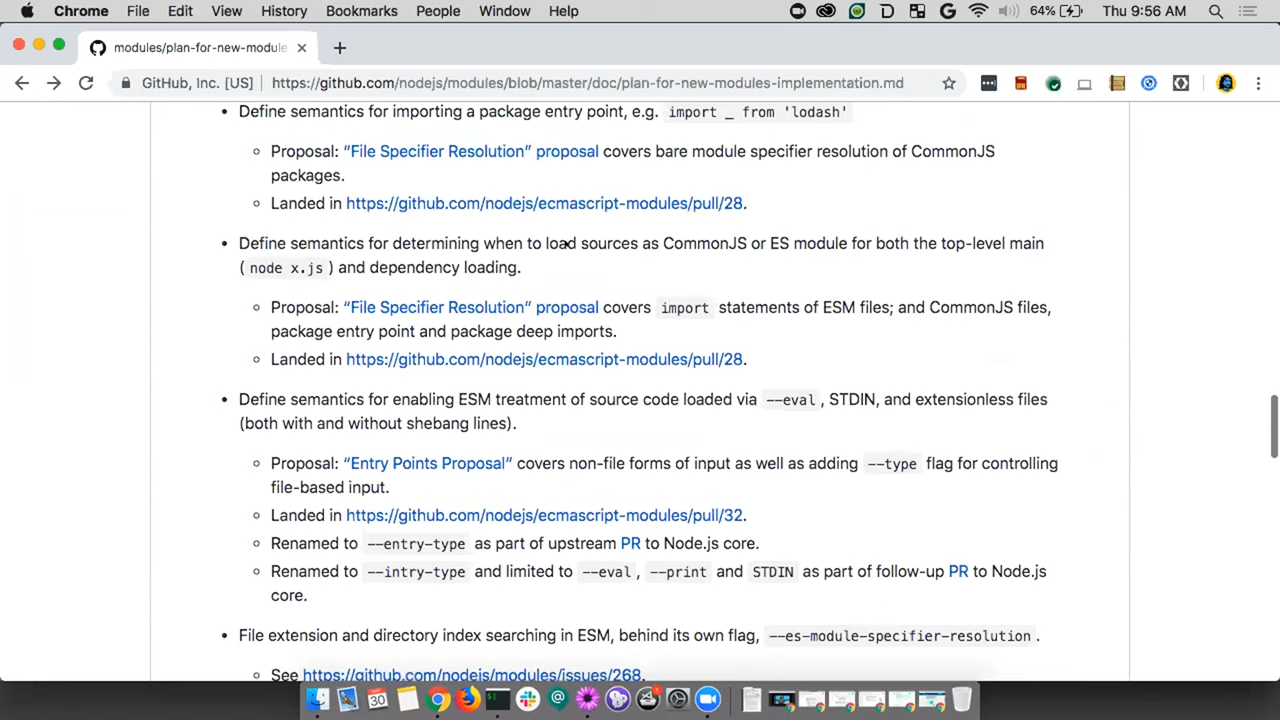 Chrome File Edit View History Bookmarks People Window Help 64% Thu 9:56 AM
modules/plan-for-new-module
GitHub, Inc. [US] https://github.com/nodejs/modules/blob/master/doc/plan-for-new-modules-implementation.md
• Define semantics for importing a package entry point, e.g. import _ from 'lodash'
Proposal: “File Specifier Resolution” proposal covers bare module specifier resolution of CommonJS
packages.
Landed in https://github.com/nodejs/ecmascript-modules/pull/28.
• Define semantics for determining when to load sources as CommonJS or ES module for both the top-level main
( node x.js ) and dependency loading.
Proposal: “File Specifier Resolution” proposal covers import statements of ESM files; and CommonJS files,
package entry point and package deep imports.
Landed in https://github.com/nodejs/ecmascript-modules/pull/28.
• Define semantics for enabling ESM treatment of source code loaded via --eval , STDIN, and extensionless files
(both with and without shebang lines).
Proposal: “Entry Points Proposal” covers non-file forms of input as well as adding --type flag for controlling
file-based input.
Landed in https://github.com/nodejs/ecmascript-modules/pull/32.
Renamed to --entry-type as part of upstream PR to Node.js core.
Renamed to --intry-type and limited to --eval , --print and STDIN as part of follow-up PR to Node.js
core.
• File extension and directory index searching in ESM, behind its own flag, --es-module-specifier-resolution .
See https://github.com/nodejs/modules/issues/268.
30